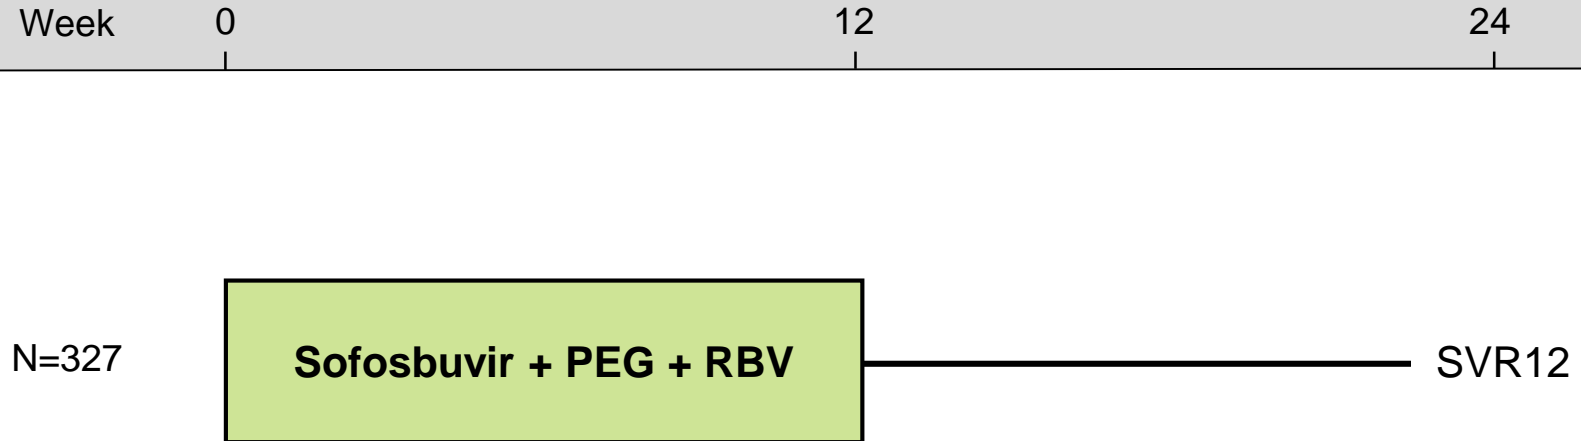 Week 0 12 24
N=327 Sofosbuvir + PEG + RBV SVR12